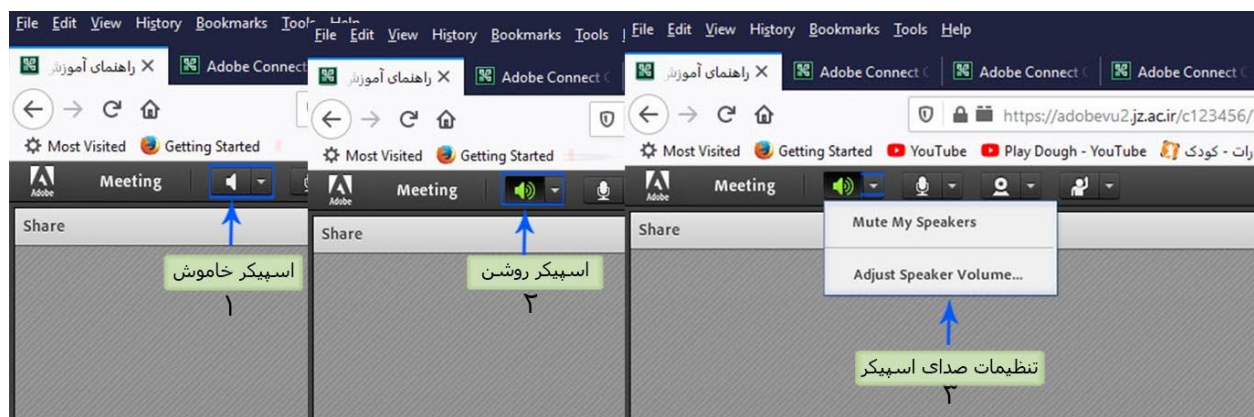 File Edit View History Bookmarks Tools Help
راهنمای آموزش
Adobe Connect
Most Visited Getting Started
Adobe
Meeting
Share
اسپیکر خاموش
۱
File Edit View History Bookmarks Tools
راهنمای آموزش
Adobe Connect
Most Visited Getting Started
Adobe
Meeting
Share
اسپیکر روشن
۲
File Edit View History Bookmarks Tools Help
راهنمای آموزش
Adobe Connect
Adobe Connect
Adobe Connect
https://adobevu2.jz.ac.ir/c123456/
Most Visited Getting Started YouTube Play Dough - YouTube رات - کودک
Adobe
Meeting
Mute My Speakers
Share
Adjust Speaker Volume...
تنظیمات صدای اسپیکر
۳